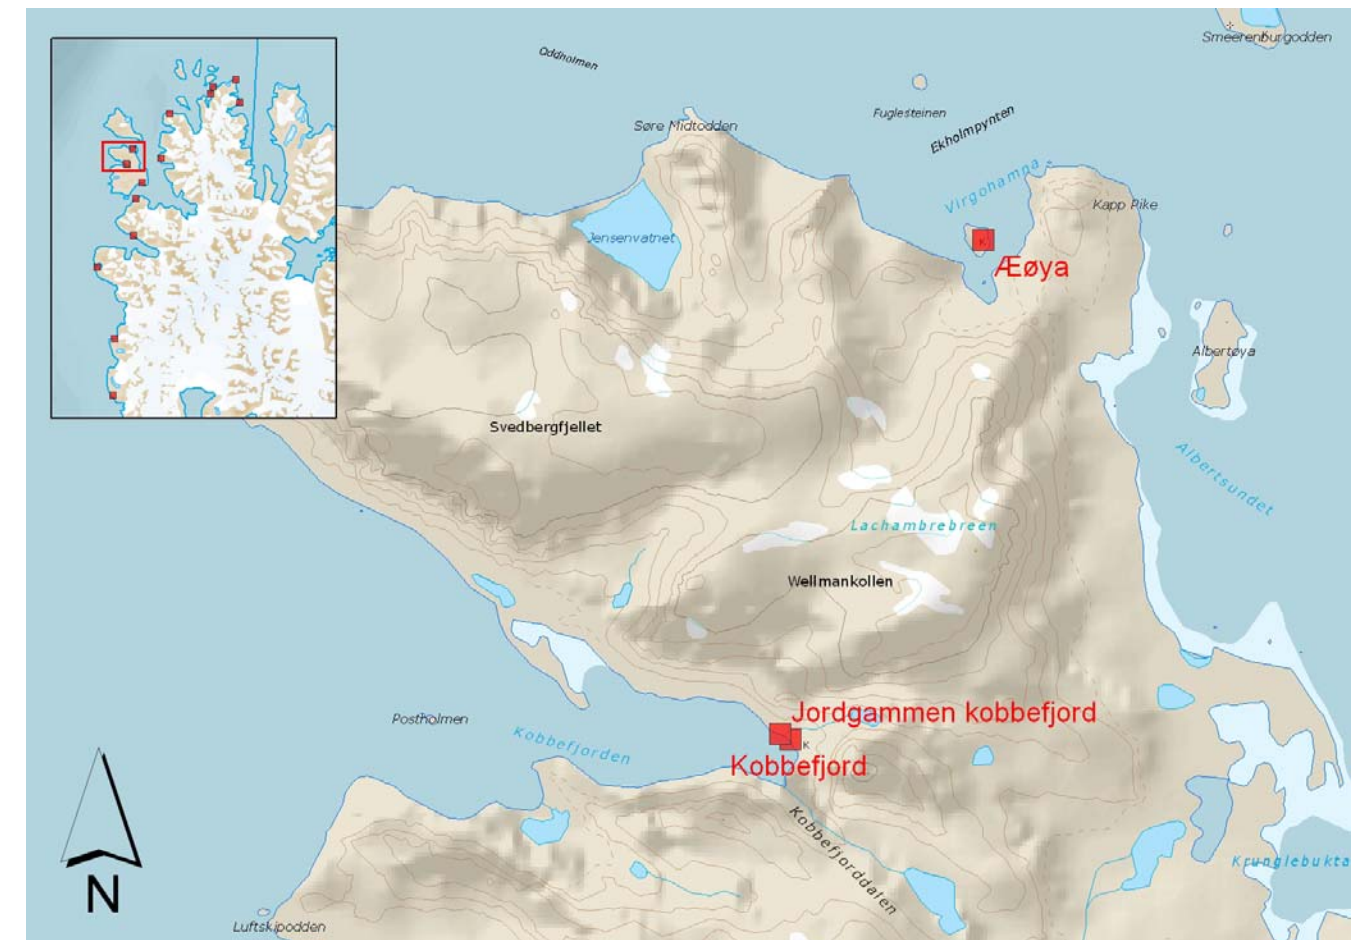 Smeerenburgodden
Oddholmen
Fuglesteinen
Ekholmpynten
Søre Midtodden
Virgohamna
Kapp Rike
Jensenvatnet
K
Æøya
Albertøya
Svedbergfjellet
Albertsundet
Lachambrebreen
Wellmankollen
Jordgammen kobbefjord
Postholmen
Kobbefjorden
K
Kobbefjord
Kobbefjorddalen
Krunglebukta
N
Luftskipodden